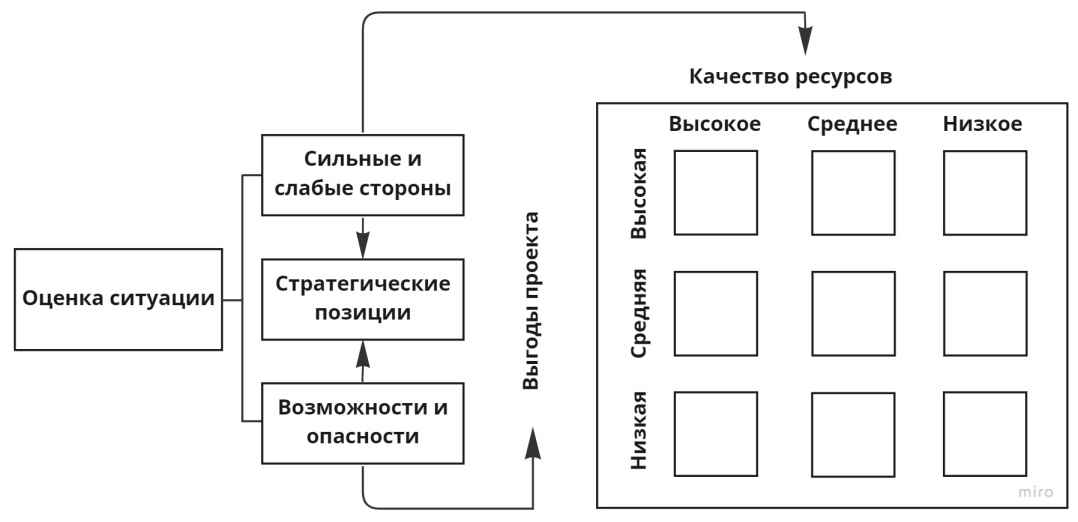 Оценка ситуации
Сильные и
слабые стороны
Стратегические
позиции
Возможности и
опасности
Выгоды проекта
Качество ресурсов
Высокое Среднее Низкое
Высокая
Средняя
Низкая
miro